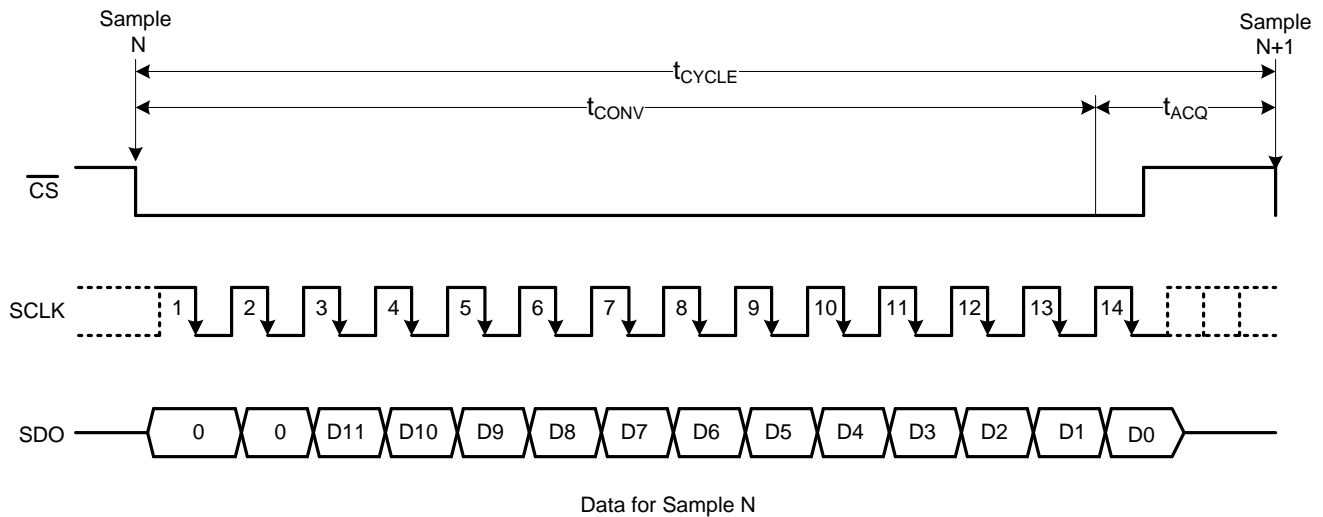 Sample
N
Sample
N+1
tCYCLE
tCONV
tACQ
CS
SCLK
1 2 3 4 5 6 7 8 9 10 11 12 13 14
SDO
0 0 D11 D10 D9 D8 D7 D6 D5 D4 D3 D2 D1 D0
Data for Sample N